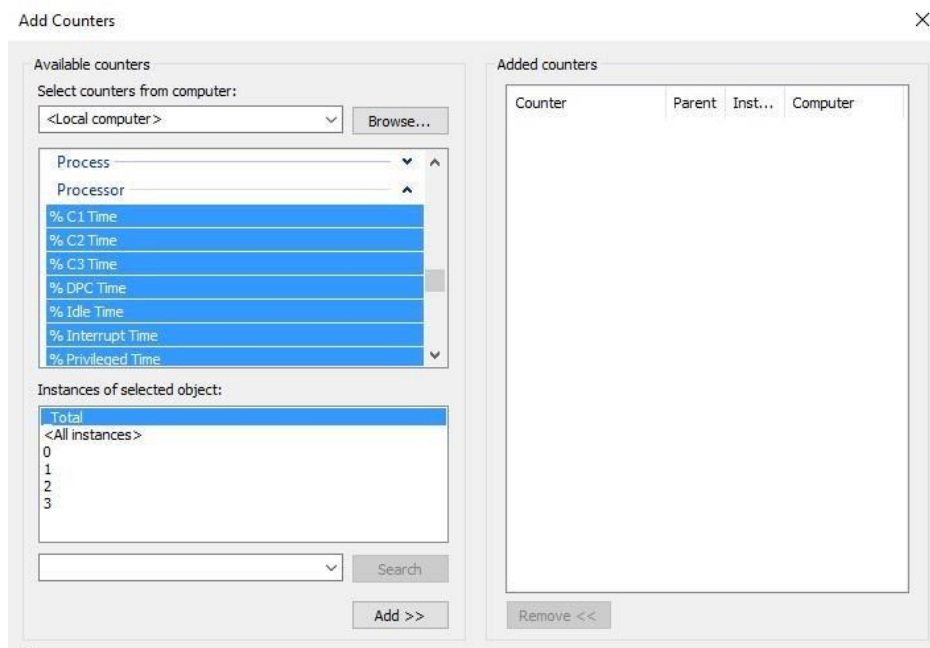 Add Counters
Available counters
Select counters from computer:
<Local computer>
Browse...
Process
Processor
% C1 Time
% C2 Time
% C3 Time
% DPC Time
% Idle Time
% Interrupt Time
% Privileged Time
Instances of selected object:
_Total
<All instances>
0
1
2
3
Search
Add >>
Added counters
Counter Parent Inst... Computer
Remove <<